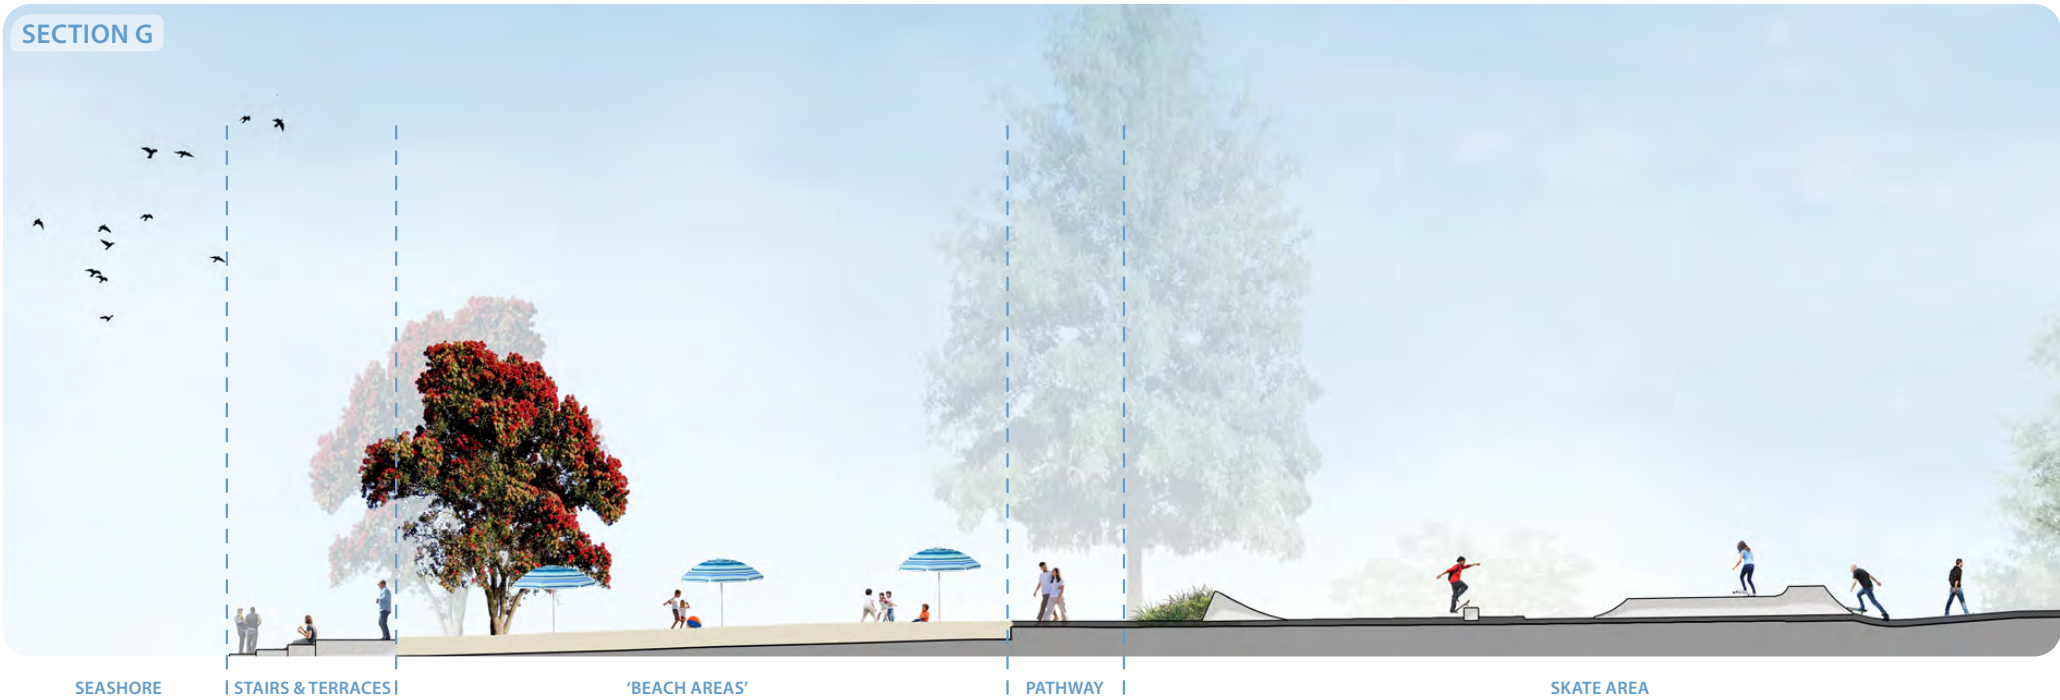 SECTION G
SEASHORE
STAIRS & TERRACES
‘BEACH AREAS’
PATHWAY
SKATE AREA